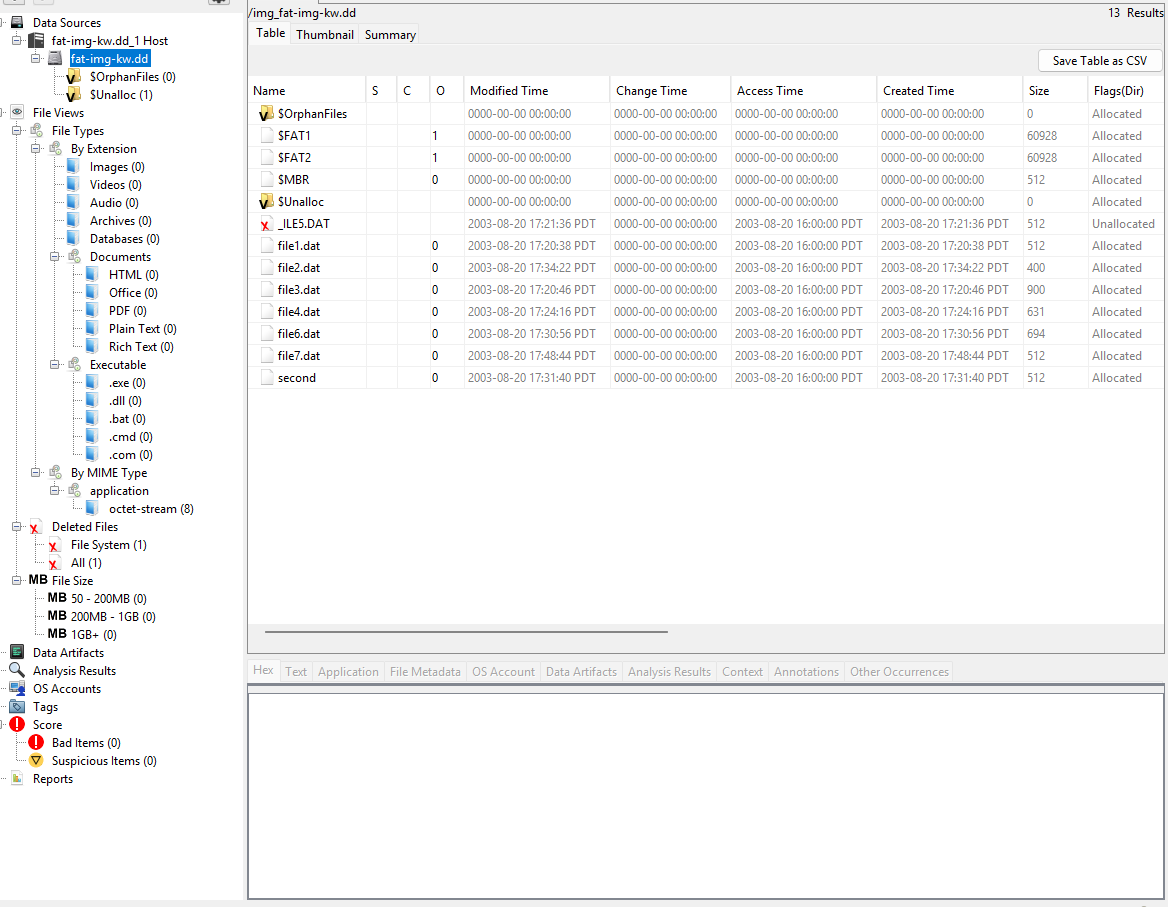 Data Sources
fat-img-kw.dd_1 Host
fat-img-kw.dd
$OrphanFiles (0)
$Unalloc (1)
File Views
File Types
By Extension
Images (0)
Videos (0)
Audio (0)
Archives (0)
Databases (0)
Documents
HTML (0)
Office (0)
PDF (0)
Plain Text (0)
Rich Text (0)
Executable
.exe (0)
.dll (0)
.bat (0)
.cmd (0)
.com (0)
By MIME Type
application
octet-stream (8)
Deleted Files
File System (1)
All (1)
MB File Size
MB 50 - 200MB (0)
MB 200MB - 1GB (0)
MB 1GB+ (0)
Data Artifacts
Analysis Results
OS Accounts
Tags
Score
Bad Items (0)
Suspicious Items (0)
Reports
/img_fat-img-kw.dd 13 Results
Table Thumbnail Summary
Save Table as CSV
Name S C O Modified Time Change Time Access Time Created Time Size Flags(Dir)
$OrphanFiles 0000-00-00 00:00:00 0000-00-00 00:00:00 0000-00-00 00:00:00 0000-00-00 00:00:00 0 Allocated
$FAT1 1 0000-00-00 00:00:00 0000-00-00 00:00:00 0000-00-00 00:00:00 0000-00-00 00:00:00 60928 Allocated
$FAT2 1 0000-00-00 00:00:00 0000-00-00 00:00:00 0000-00-00 00:00:00 0000-00-00 00:00:00 60928 Allocated
$MBR 0 0000-00-00 00:00:00 0000-00-00 00:00:00 0000-00-00 00:00:00 0000-00-00 00:00:00 512 Allocated
$Unalloc 0000-00-00 00:00:00 0000-00-00 00:00:00 0000-00-00 00:00:00 0000-00-00 00:00:00 0 Allocated
_ILE5.DAT 2003-08-20 17:21:36 PDT 0000-00-00 00:00:00 2003-08-20 16:00:00 PDT 2003-08-20 17:21:36 PDT 512 Unallocated
file1.dat 0 2003-08-20 17:20:38 PDT 0000-00-00 00:00:00 2003-08-20 16:00:00 PDT 2003-08-20 17:20:38 PDT 512 Allocated
file2.dat 0 2003-08-20 17:34:22 PDT 0000-00-00 00:00:00 2003-08-20 16:00:00 PDT 2003-08-20 17:34:22 PDT 400 Allocated
file3.dat 0 2003-08-20 17:20:46 PDT 0000-00-00 00:00:00 2003-08-20 16:00:00 PDT 2003-08-20 17:20:46 PDT 900 Allocated
file4.dat 0 2003-08-20 17:24:16 PDT 0000-00-00 00:00:00 2003-08-20 16:00:00 PDT 2003-08-20 17:24:16 PDT 631 Allocated
file6.dat 0 2003-08-20 17:30:56 PDT 0000-00-00 00:00:00 2003-08-20 16:00:00 PDT 2003-08-20 17:30:56 PDT 694 Allocated
file7.dat 0 2003-08-20 17:48:44 PDT 0000-00-00 00:00:00 2003-08-20 16:00:00 PDT 2003-08-20 17:48:44 PDT 512 Allocated
second 0 2003-08-20 17:31:40 PDT 0000-00-00 00:00:00 2003-08-20 16:00:00 PDT 2003-08-20 17:31:40 PDT 512 Allocated
Hex Text Application File Metadata OS Account Data Artifacts Analysis Results Context Annotations Other Occurrences